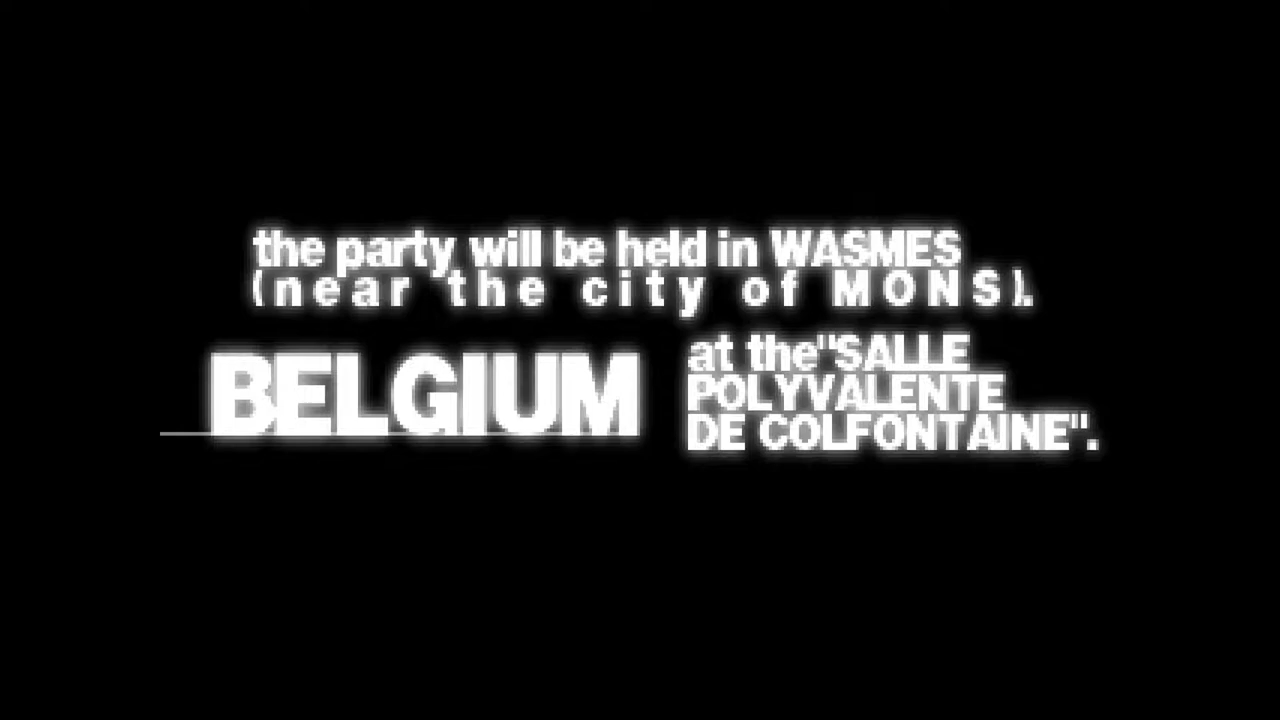 the party will be held in WASMES
(near the city of MONS).
BELGIUM
at the"SALLE
POLYVALENTE
DE COLFONTAINE".